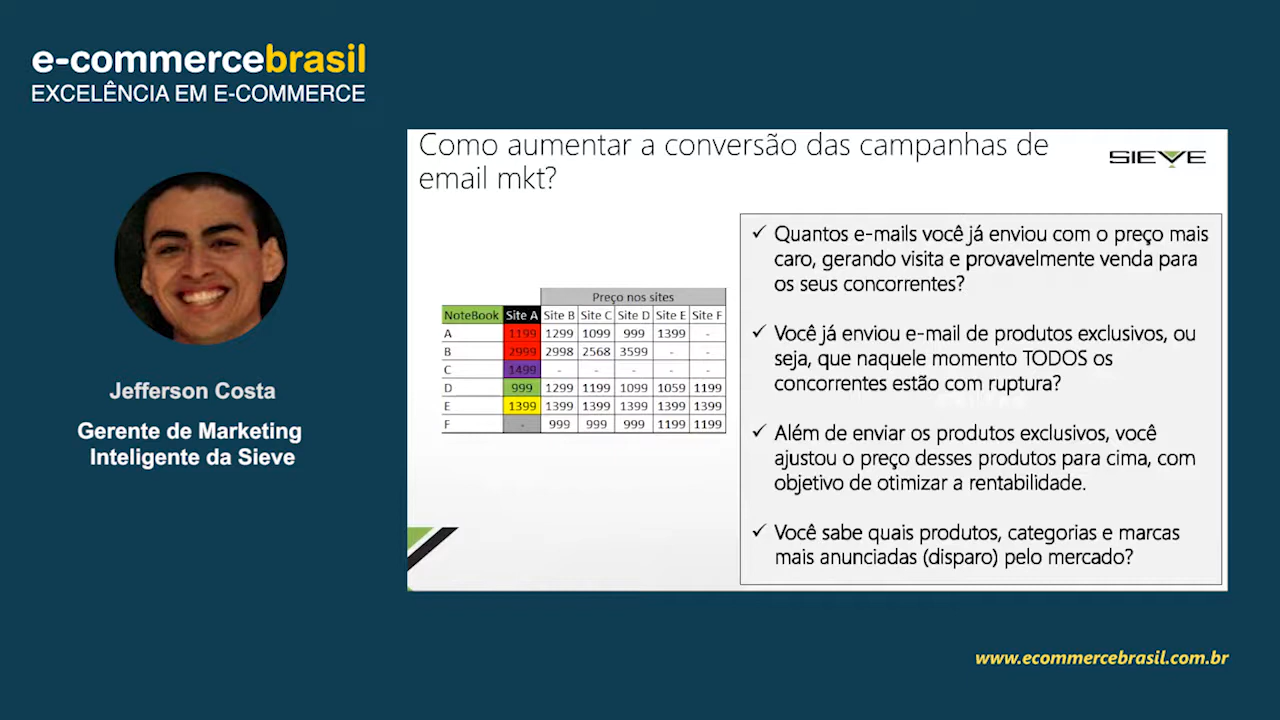 e-commercebrasil
EXCELÊNCIA EM E-COMMERCE
Como aumentar a conversão das campanhas de
email mkt?
SIEVE
Preço nos sites
NoteBook Site A Site B Site C Site D Site E Site F
A 1199 1299 1099 999 1399 -
B 2999 2998 2568 3599 - -
C 1499 - - - - -
D 999 1299 1199 1099 1059 1199
E 1399 1399 1399 1399 1399 1399
F - 999 999 999 1199 1199
✓ Quantos e-mails você já enviou com o preço mais
caro, gerando visita e provavelmente venda para
os seus concorrentes?
✓ Você já enviou e-mail de produtos exclusivos, ou
seja, que naquele momento TODOS os
concorrentes estão com ruptura?
✓ Além de enviar os produtos exclusivos, você
ajustou o preço desses produtos para cima, com
objetivo de otimizar a rentabilidade.
✓ Você sabe quais produtos, categorias e marcas
mais anunciadas (disparo) pelo mercado?
Jefferson Costa
Gerente de Marketing
Inteligente da Sieve
www.ecommercebrasil.com.br